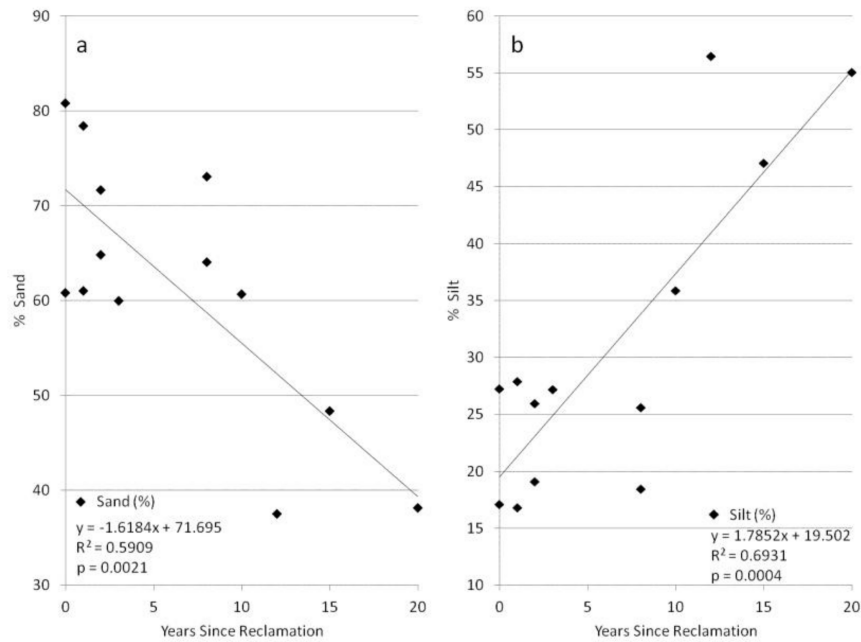 a
90
80
70
60
50
40
30
% Sand
Sand (%)
y = -1.6184x + 71.695
R² = 0.5909
p = 0.0021
0 5 10 15 20
Years Since Reclamation
b
60
55
50
45
40
35
30
25
20
15
10
% Silt
Silt (%)
y = 1.7852x + 19.502
R² = 0.6931
p = 0.0004
0 5 10 15 20
Years Since Reclamation